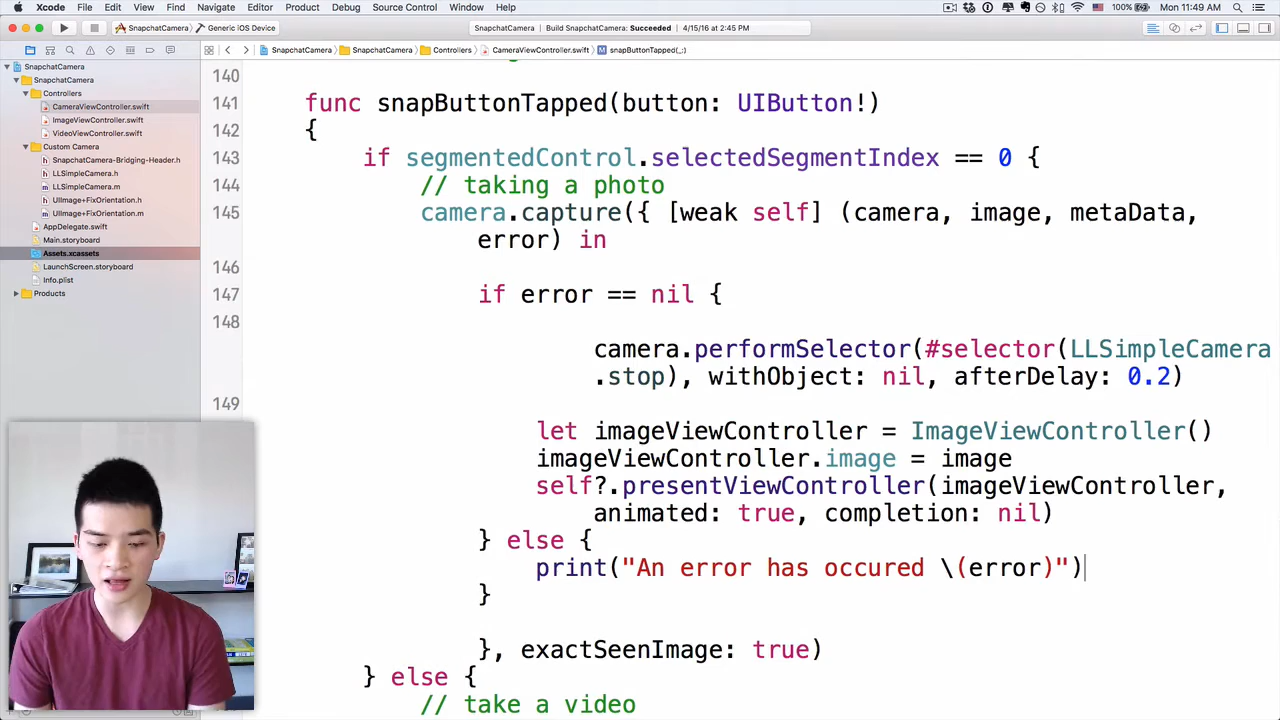 Xcode File Edit View Find Navigate Editor Product Debug Source Control Window Help 100% Mon 11:49 AM
SnapchatCamera Generic iOS Device SnapchatCamera | Build SnapchatCamera: Succeeded | 4/15/16 at 2:45 PM
SnapchatCamera SnapchatCamera Controllers CameraViewController.swift M snapButtonTapped(_:)
SnapchatCamera
SnapchatCamera
Controllers
CameraViewController.swift
ImageViewController.swift
VideoViewController.swift
Custom Camera
SnapchatCamera-Bridging-Header.h
LLSimpleCamera.h
LLSimpleCamera.m
UIImage+FixOrientation.h
UIImage+FixOrientation.m
AppDelegate.swift
Main.storyboard
Assets.xcassets
LaunchScreen.storyboard
Info.plist
Products
140
141 func snapButtonTapped(button: UIButton!)
142 {
143 if segmentedControl.selectedSegmentIndex == 0 {
144 // taking a photo
145 camera.capture({ [weak self] (camera, image, metaData,
error) in
146
147 if error == nil {
148
camera.performSelector(#selector(LLSimpleCamera
.stop), withObject: nil, afterDelay: 0.2)
149
let imageViewController = ImageViewController()
imageViewController.image = image
self?.presentViewController(imageViewController,
animated: true, completion: nil)
} else {
print("An error has occured \(error)")
}
}, exactSeenImage: true)
} else {
// take a video